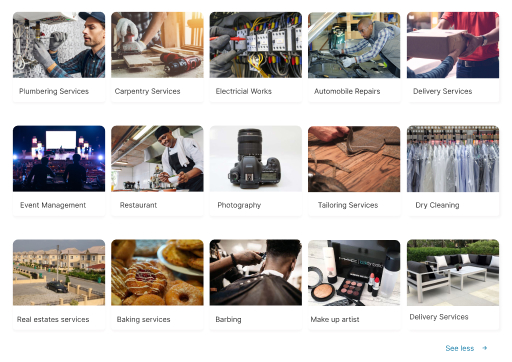 Plumbering Services
Carpentry Services
Electricial Works
Automobile Repairs
Delivery Services
Event Management
Restaurant
Photography
Tailoring Services
Dry Cleaning
Real estates services
Baking services
Barbing
Make up artist
Delivery Services
See less →